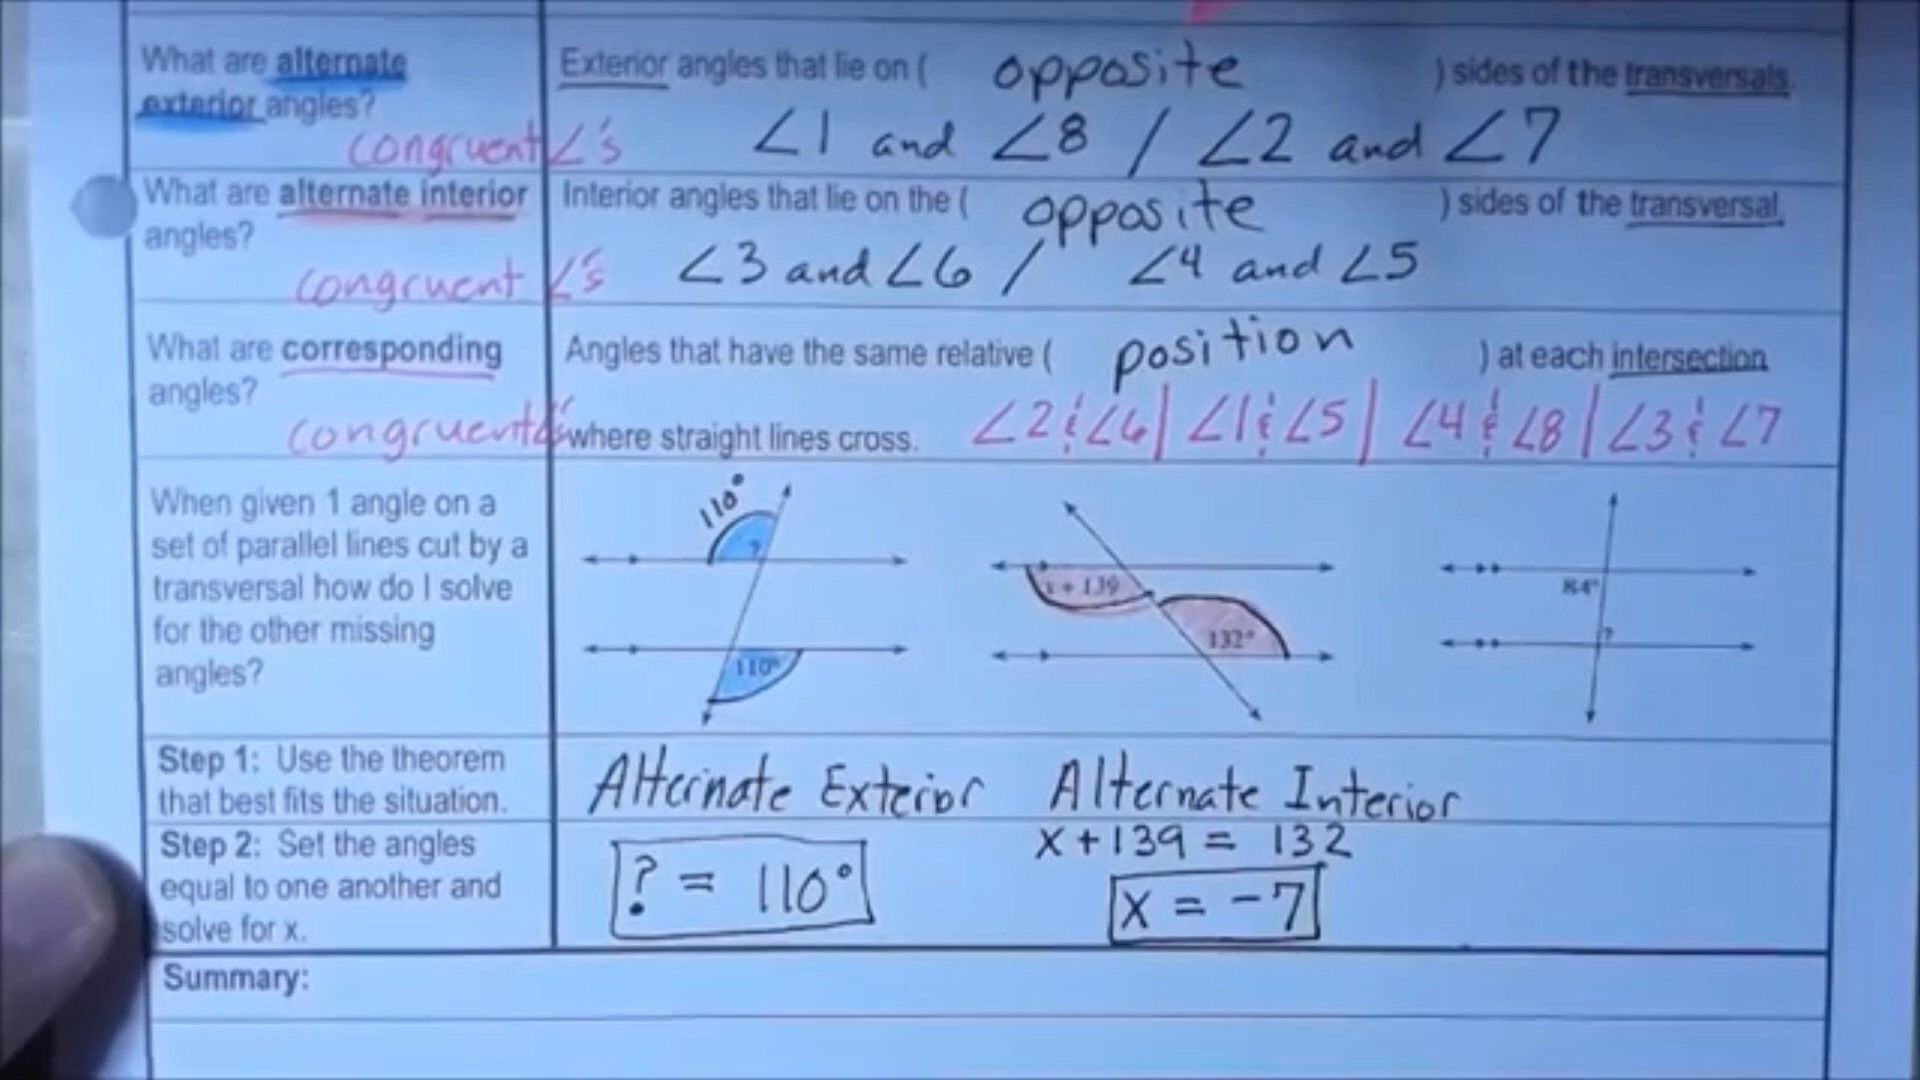 What are alternate
exterior angles?
congruent ∠'s
Exterior angles that lie on ( opposite ) sides of the transversals.
∠1 and ∠8 / ∠2 and ∠7
What are alternate interior
angles?
congruent ∠'s
Interior angles that lie on the ( opposite ) sides of the transversal.
∠3 and ∠6 / ∠4 and ∠5
What are corresponding
angles?
congruent ∠'s
Angles that have the same relative ( position ) at each intersection
where straight lines cross. ∠2 & ∠6 | ∠1 & ∠5 | ∠4 & ∠8 | ∠3 & ∠7
When given 1 angle on a
set of parallel lines cut by a
transversal how do I solve
for the other missing
angles?
110°
?
110°
x + 139
132°
84°
?
Step 1: Use the theorem
that best fits the situation.
Alternate Exterior
Alternate Interior
Step 2: Set the angles
equal to one another and
solve for x.
? = 110°
x + 139 = 132
x = -7
Summary: